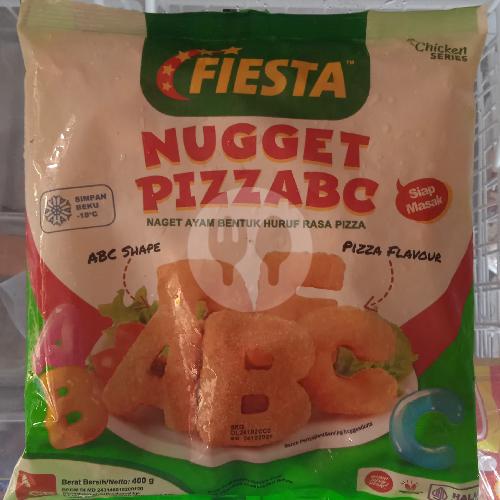 FIESTA™
Chicken
SERIES
NUGGET
PIZZABC
SIMPAN
BEKU
-18°C
Siap
Masak
NAGET AYAM BENTUK HURUF RASA PIZZA
ABC SHAPE
PIZZA FLAVOUR
A
B
C
A
B
C
Berat Bersih/Netto: 400 g